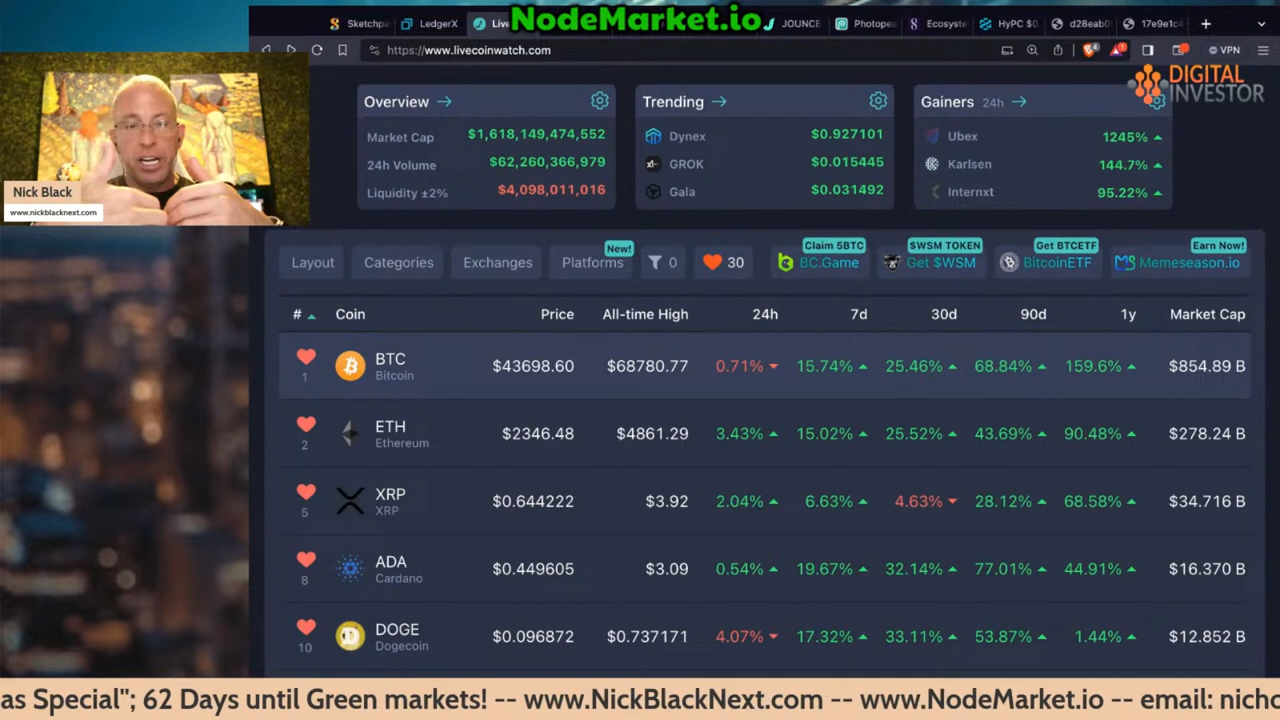 Sketchpa
LedgerX
Live
NodeMarket.io
JOUNCE
Photopea
Ecosyste
HyPC $0.
d28eab0
17e9e1c4
https://www.livecoinwatch.com
VPN
DIGITAL
INVESTOR
Nick Black
www.nickblacknext.com
Overview
Market Cap $1,618,149,474,552
24h Volume $62,260,366,979
Liquidity ±2% $4,098,011,016
Trending
Dynex $0.927101
GROK $0.015445
Gala $0.031492
Gainers 24h
Ubex 1245%
Karlsen 144.7%
Internxt 95.22%
New! Claim 5BTC $WSM TOKEN Get BTCETF Earn Now!
Layout Categories Exchanges Platforms 0 30 BC.Game Get $WSM BitcoinETF Memeseason.io
# Coin Price All-time High 24h 7d 30d 90d 1y Market Cap
1 BTC Bitcoin $43698.60 $68780.77 0.71% 15.74% 25.46% 68.84% 159.6% $854.89 B
2 ETH Ethereum $2346.48 $4861.29 3.43% 15.02% 25.52% 43.69% 90.48% $278.24 B
5 XRP XRP $0.644222 $3.92 2.04% 6.63% 4.63% 28.12% 68.58% $34.716 B
8 ADA Cardano $0.449605 $3.09 0.54% 19.67% 32.14% 77.01% 44.91% $16.370 B
10 DOGE Dogecoin $0.096872 $0.737171 4.07% 17.32% 33.11% 53.87% 1.44% $12.852 B
as Special"; 62 Days until Green markets! -- www.NickBlackNext.com -- www.NodeMarket.io -- email: nicho